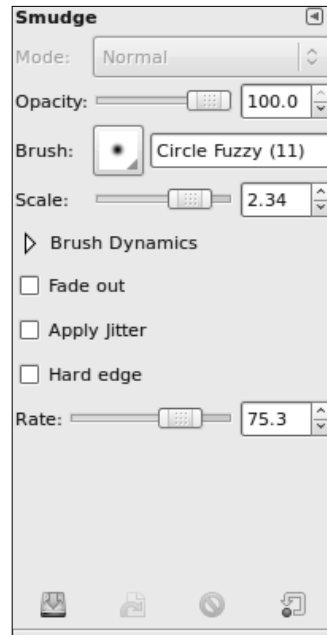 Smudge
Mode: Normal
Opacity: 100.0
Brush: Circle Fuzzy (11)
Scale: 2.34
Brush Dynamics
Fade out
Apply Jitter
Hard edge
Rate: 75.3